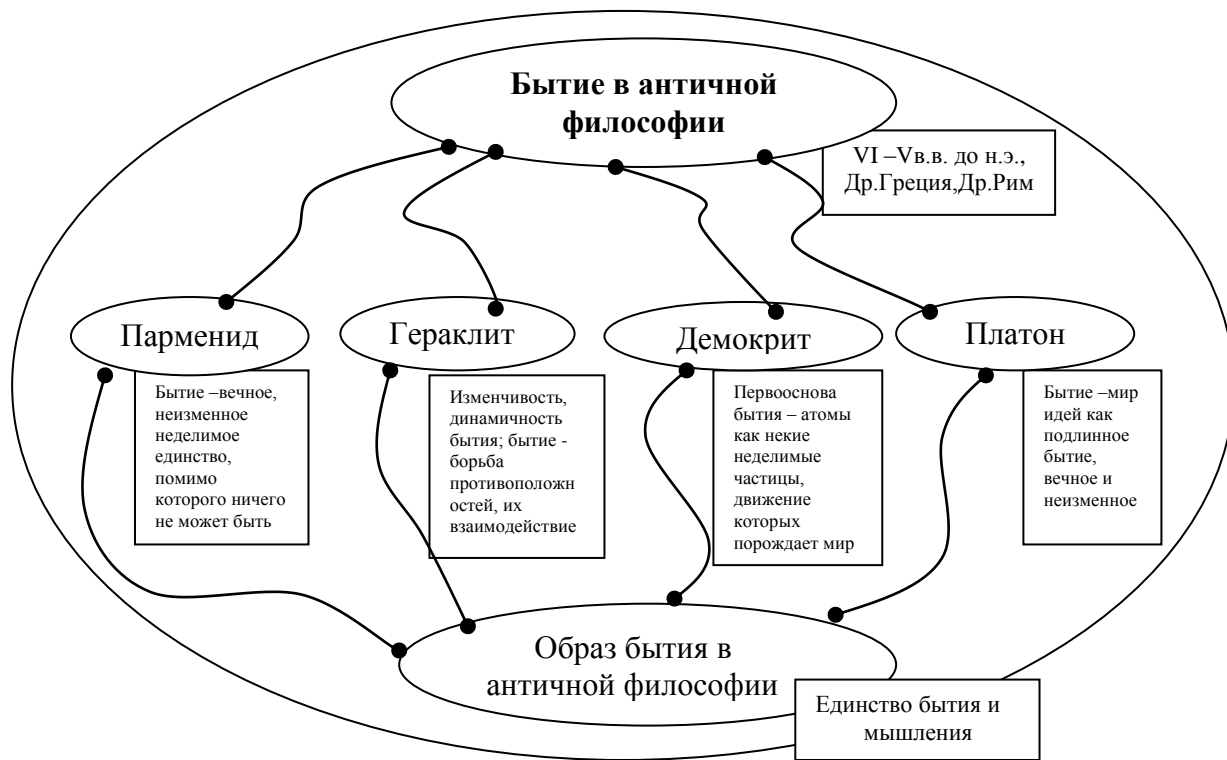 Бытие в античной
философии
VI –Vв.в. до н.э.,
Др.Греция,Др.Рим
Парменид
Гераклит
Демокрит
Платон
Бытие –вечное,
неизменное
неделимое
единство,
помимо
которого ничего
не может быть
Изменчивость,
динамичность
бытия; бытие -
борьба
противоположн
остей, их
взаимодействие
Первооснова
бытия – атомы
как некие
неделимые
частицы,
движение
которых
порождает мир
Бытие –мир
идей как
подлинное
бытие,
вечное и
неизменное
Образ бытия в
античной философии
Единство бытия и
мышления